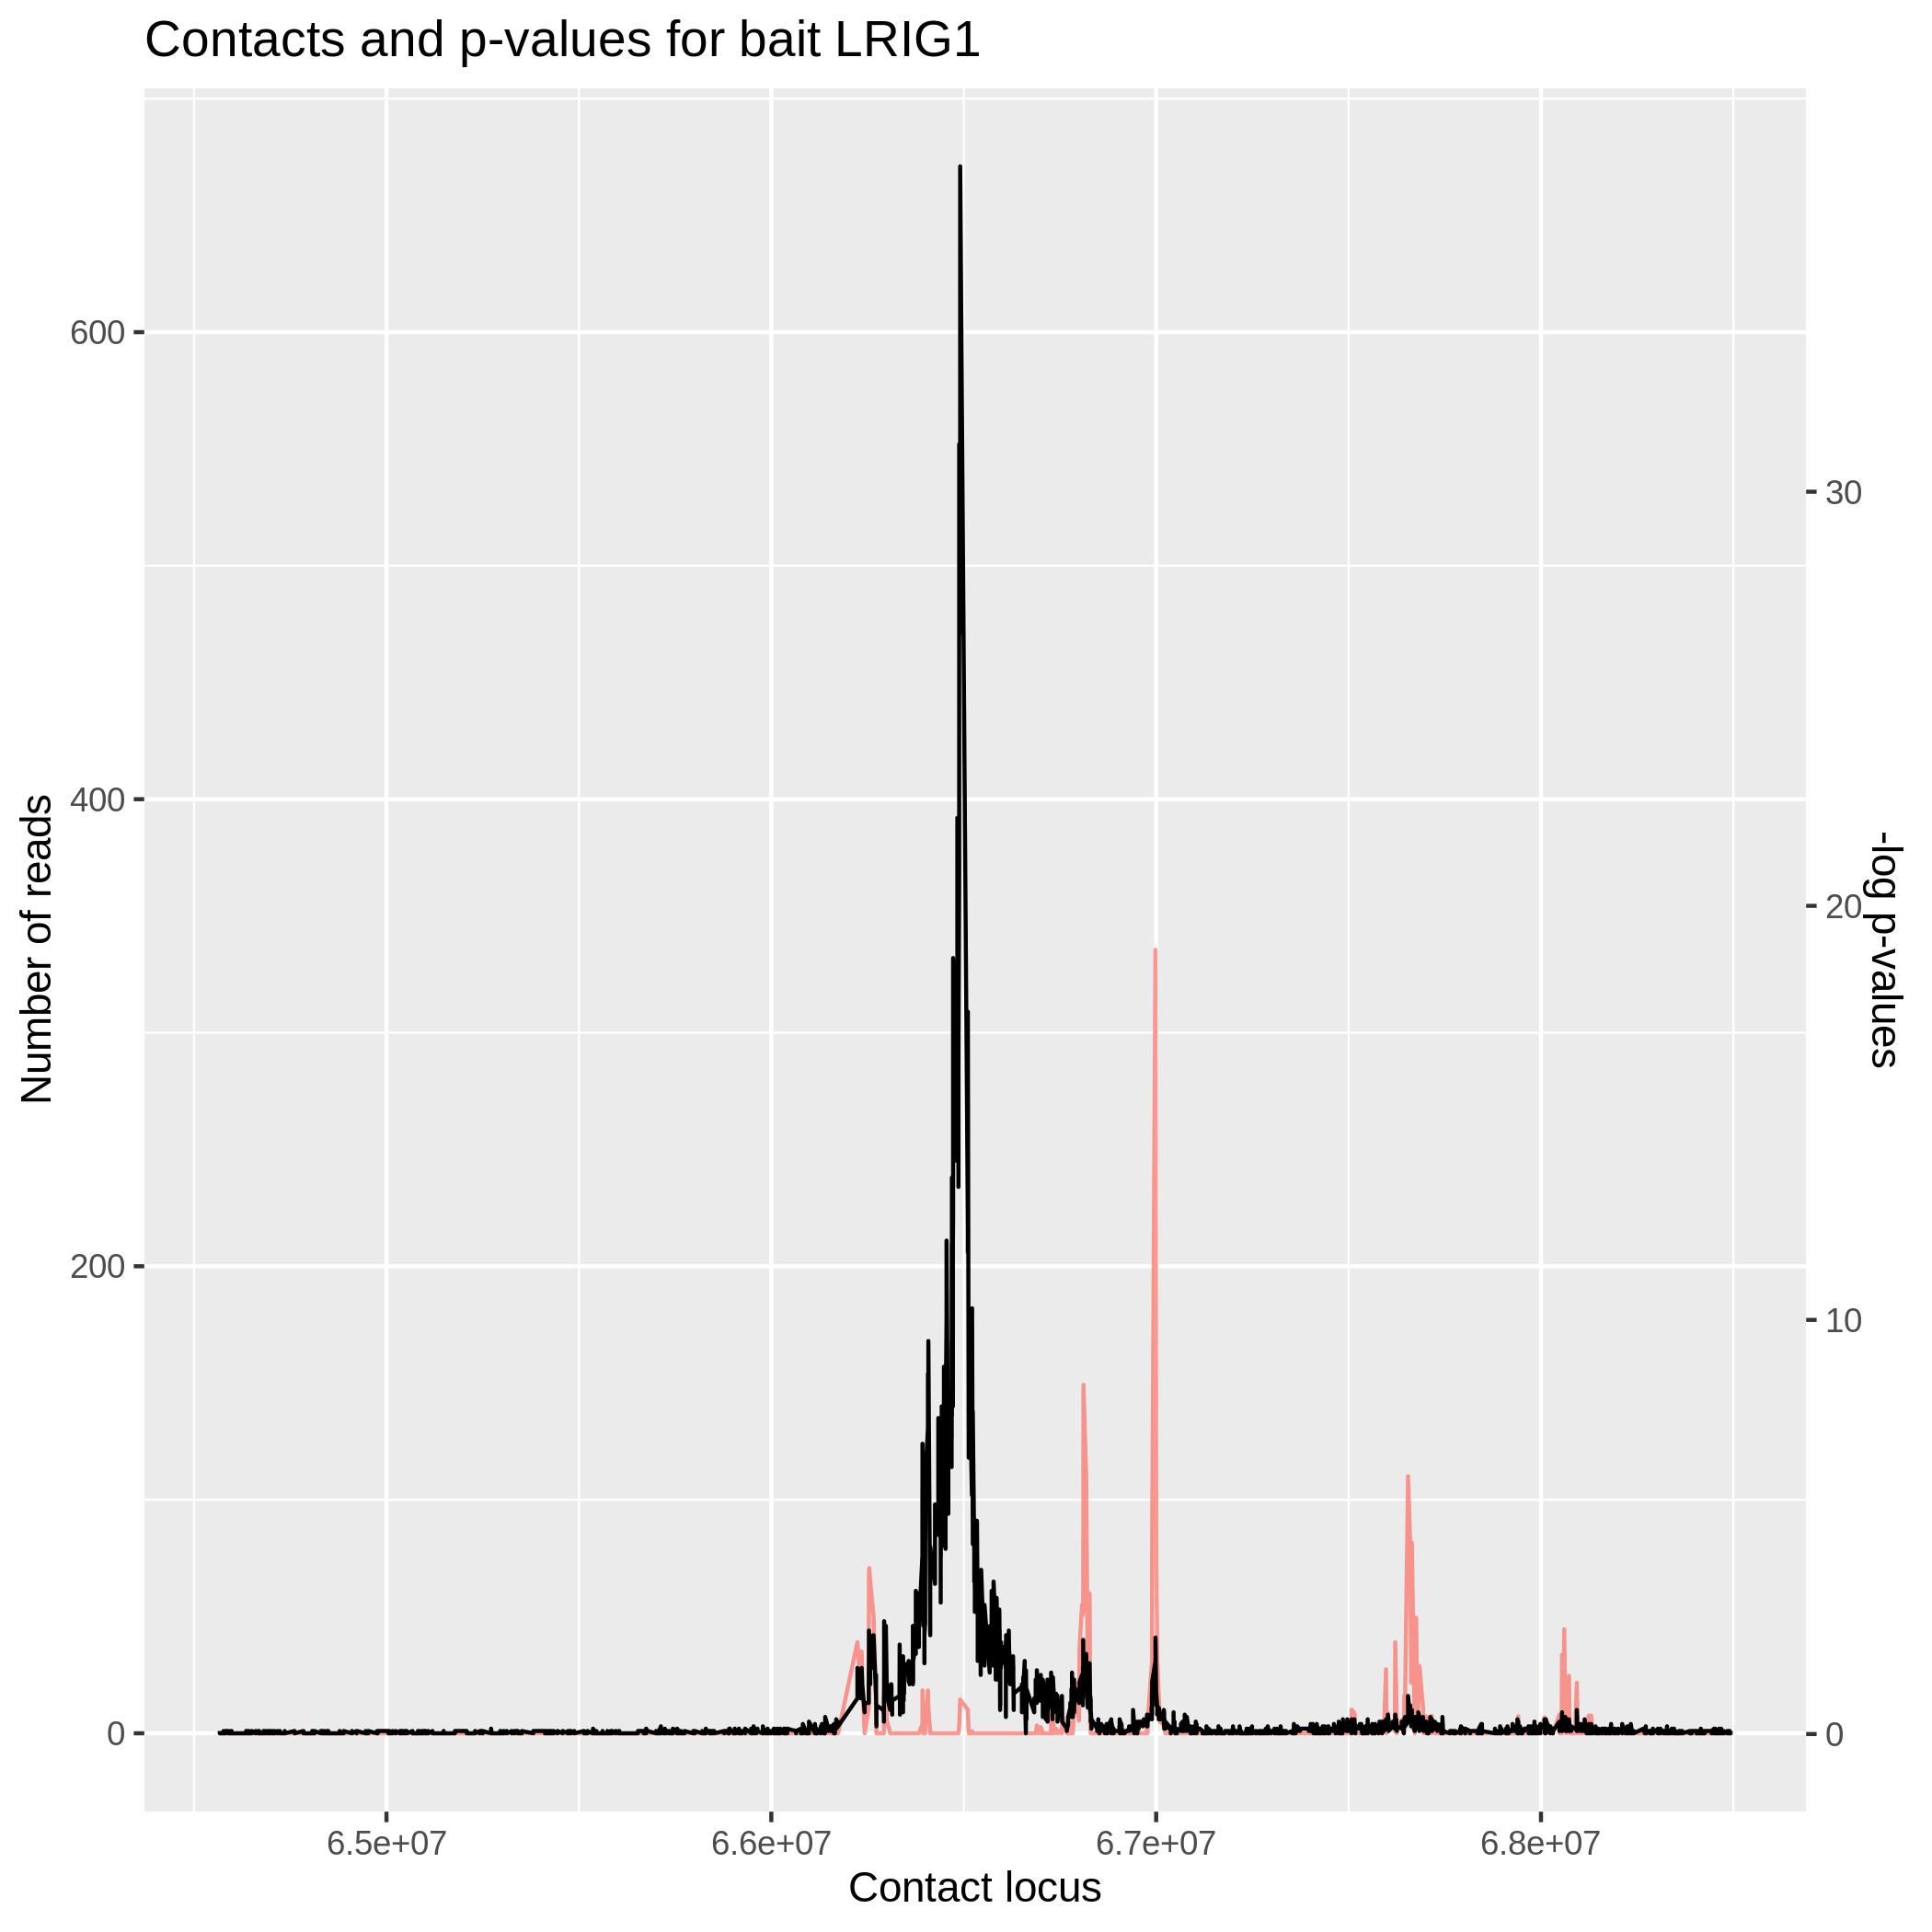 Contacts and p-values for bait LRIG1
Number of reads
600
400
200
0
30
20
10
0
-log p-values
6.5e+07
6.6e+07
6.7e+07
6.8e+07
Contact locus